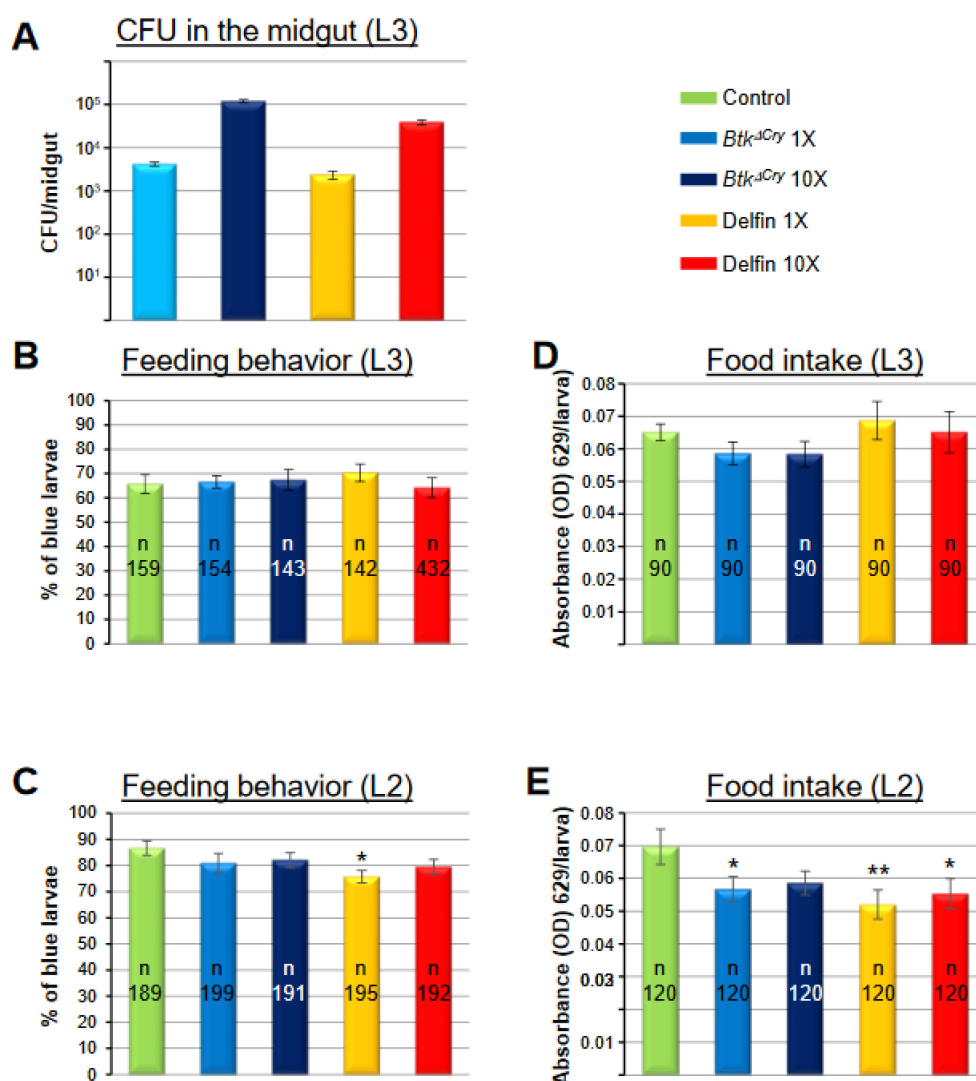 A
CFU in the midgut (L3)
CFU/midgut
10⁵
10⁴
10³
10²
10¹
Control
Btk^ΔCry 1X
Btk^ΔCry 10X
Delfin 1X
Delfin 10X
B
Feeding behavior (L3)
% of blue larvae
100
90
80
70
60
50
40
30
20
10
0
n n n n n
159 154 143 142 432
D
Food intake (L3)
Absorbance (OD) 629/larva
0.08
0.07
0.06
0.05
0.04
0.03
0.02
0.01
n n n n n
90 90 90 90 90
C
Feeding behavior (L2)
% of blue larvae
100
90
80
70
60
50
40
30
20
10
0
*
n n n n n
189 199 191 195 192
E
Food intake (L2)
Absorbance (OD) 629/larva
0.08
0.07
0.06
0.05
0.04
0.03
0.02
0.01
* ** *
n n n n n
120 120 120 120 120